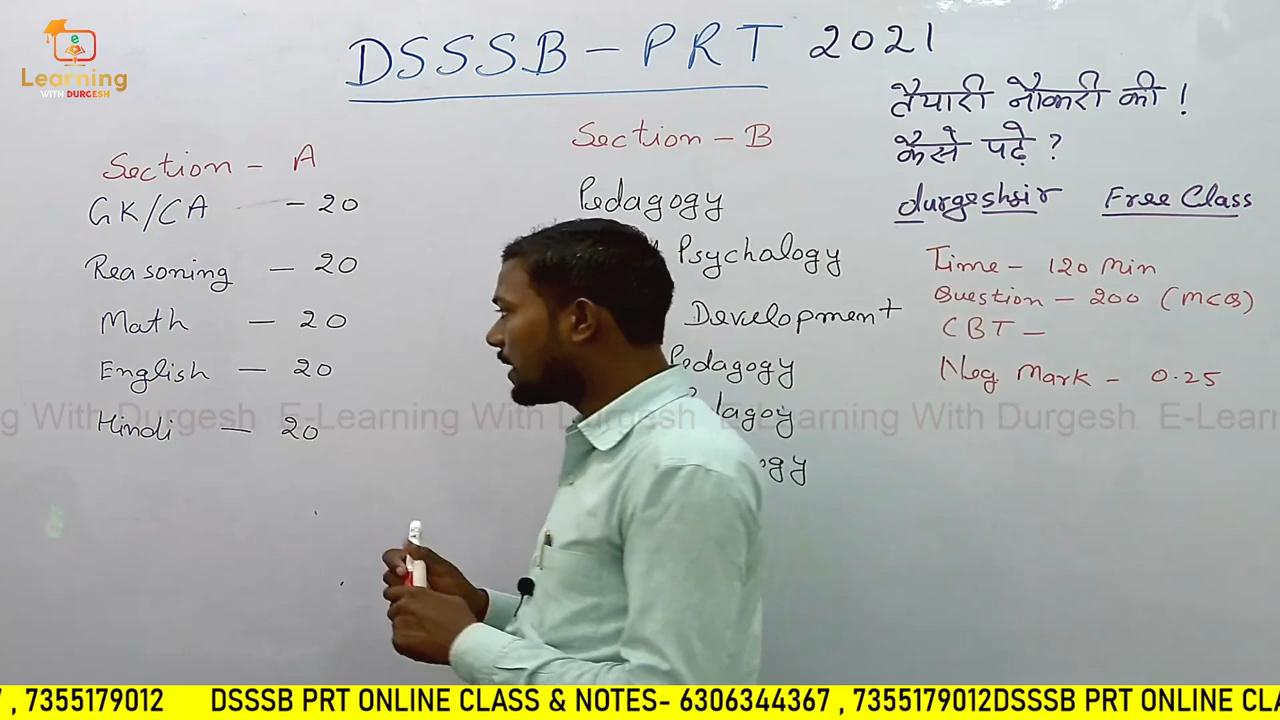 e
Learning
WITH DURGESH
DSSSB - PRT 2021
तैयारी नौकरी की !
कैसे पढ़े ?
durgeshsir Free Class
Section - A
GK/CA - 20
Reasoning - 20
Math - 20
English - 20
Hindi - 20
Section - B
Pedagogy
Psychalogy
Development
Pedagogy
Time - 120 Min
Question - 200 (MCQ)
CBT -
Neg Mark - 0.25
ng With Durgesh E-Learning With Durgesh E-Learning With Durgesh E-Learn
, 7355179012 DSSSB PRT ONLINE CLASS & NOTES- 6306344367 , 7355179012DSSSB PRT ONLINE CLA